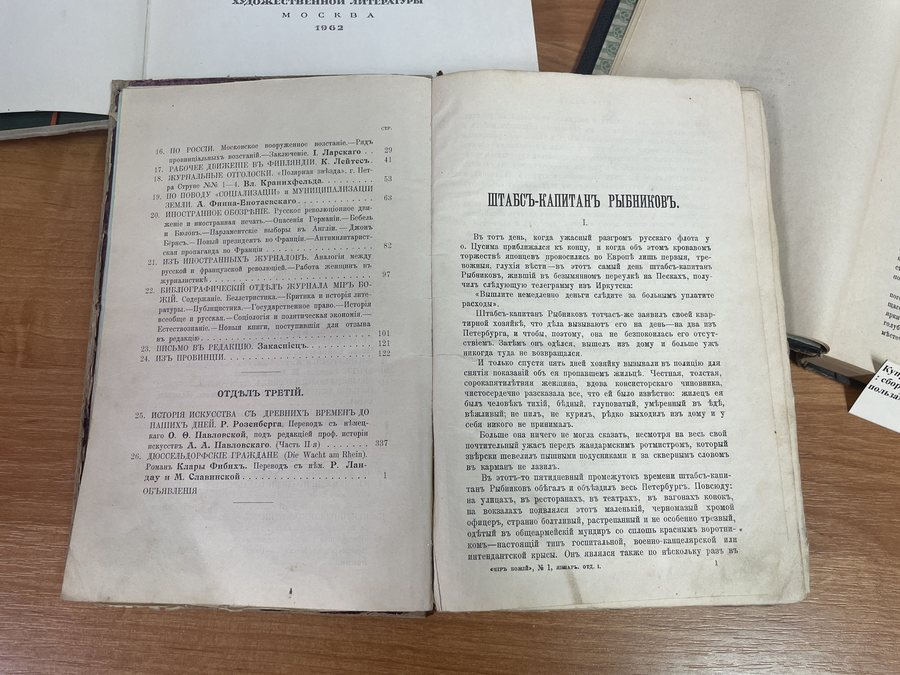 ХУДОЖЕСТВЕННОЙ ЛИТЕРАТУРЫ
МОСКВА
1962
СТР.
16. ПО РОССІИ. Московское вооруженное возстаніе.—Рядъ
провинціальныхъ возстаній.—Заключеніе. І. Ларскаго . . 29
17. РАБОЧЕЕ ДВИЖЕНІЕ ВЪ ФИНЛЯНДІИ. К. Лейтесъ. 41
18. ЖУРНАЛЬНЫЕ ОТГОЛОСКИ. «Полярная звѣзда». г. Пет-
ра Струве №№ 1—4. Вл. Кранихфельда. . . . . . . . . . 53
19. ПО ПОВОДУ «СОЦІАЛИЗАЦІИ» и МУНИЦИПАЛИЗАЦІИ
ЗЕМЛИ. А. Финна-Енотаевскаго. . . . . . . . . . 63
20. ИНОСТРАННОЕ ОБОЗРѢНІЕ. Русское революціонное дви-
женіе и иностранная печать.—Опасенія Германіи.—Бебель
и Бюловъ.—Парламентскіе выборы въ Англіи.—Джонъ
Бёрнсъ.—Новый президентъ во Франціи.—Антимилитарист-
ская пропаганда во Франціи . . . . . . . . . . 82
21. ИЗЪ ИНОСТРАННЫХЪ ЖУРНАЛОВЪ. Аналогія между
русской и французской революціей.—Работа женщинъ въ
журналистикѣ . . . . . . . . . . 97
22. БИБЛІОГРАФИЧЕСКІЙ ОТДѢЛЪ ЖУРНАЛА МІРЪ БО-
ЖІЙ. Содержаніе. Беллетристика.—Критика и исторія литера-
туры.—Публицистика.—Государственное право.—Исторія
всеобщая и русская.—Соціологія и политическая экономія.—
Естествознаніе.—Новыя книги, поступившія для отзыва
въ редакцію . . . . . . . . . . 101
23. ПИСЬМО ВЪ РЕДАКЦІЮ. Закаспіецъ. . . . . . . . 121
24. ИЗЪ ПРОВИНЦІИ. . . . . . . . . . 122
ОТДѢЛЪ ТРЕТІЙ.
25. ИСТОРІЯ ИСКУССТВА СЪ ДРЕВНИХЪ ВРЕМЕНЪ ДО
НАШИХЪ ДНЕЙ. Р. Розенберга. Переводъ съ нѣмец-
каго О. Ѳ. Павловской, подъ редакціей проф. исторіи
искусствъ А. А. Павловскаго. (Часть II-я) . . . . . . . 337
26. ДЮССЕЛЬДОРФСКІЕ ГРАЖДАНЕ (Die Wacht am Rhein).
Романъ Клары Фибихъ. Переводъ съ нѣм. Р. Лан-
дау и М. Славинской . . . . . . . . . . 1
ОБЪЯВЛЕНІЯ
ШТАБСЪ-КАПИТАНЪ РЫБНИКОВЪ.
I.
Въ тотъ день, когда ужасный разгромъ русскаго флота у
о. Цусима приближался къ концу, и когда объ этомъ кровавомъ
торжествѣ японцевъ проносились по Европѣ лишь первыя, тре-
вожныя, глухія вѣсти—въ этотъ самый день штабсъ-капитанъ
Рыбниковъ, жившій въ безымянномъ переулкѣ на Пескахъ, полу-
чилъ слѣдующую телеграмму изъ Иркутска:
«Вышлите немедленно деньги слѣдите за больнымъ уплатите
расходы».
Штабсъ-капитанъ Рыбниковъ тотчасъ-же заявилъ своей квар-
тирной хозяйкѣ, что дѣла вызываютъ его на день—на два изъ
Петербурга, и чтобы, поэтому, она не безпокоилась его отсут-
ствіемъ. Затѣмъ онъ одѣлся, вышелъ изъ дому и больше ужъ
никогда туда не возвращался.
И только спустя пять дней хозяйку вызвали въ полицію для
снятія показаній объ ея пропавшемъ жильцѣ. Честная, толстая,
сорокапятилѣтняя женщина, вдова консисторскаго чиновника,
чистосердечно разсказала все, что ей было извѣстно: жилецъ ея
былъ человѣкъ тихій, бѣдный, глуповатый, умѣренный въ ѣдѣ,
вѣжливый; не пилъ, не курилъ, рѣдко выходилъ изъ дому и у
себя никого не принималъ.
Больше она ничего не могла сказать, несмотря на весь свой
почтительный ужасъ передъ жандармскимъ ротмистромъ, который
звѣрски шевелилъ пышными подусниками и за сквернымъ словомъ
въ карманъ не лазилъ.
Въ этотъ-то пятидневный промежутокъ времени штабсъ-капи-
танъ Рыбниковъ обѣгалъ и объѣздилъ весь Петербургъ. Повсюду:
на улицахъ, въ ресторанахъ, въ театрахъ, въ вагонахъ конокъ,
на вокзалахъ появлялся этотъ маленькій, черномазый хромой
офицеръ, странно болтливый, растрепанный и не особенно трезвый,
одѣтый въ общеармейскій мундиръ со сплошь краснымъ воротни-
комъ—настоящій типъ госпитальной, военно-канцелярской или
интендантской крысы. Онъ являлся также по нѣскольку разъ въ
«МІРЪ БОЖІЙ», № 1, ЯНВАРЬ. ОТД. I. 1